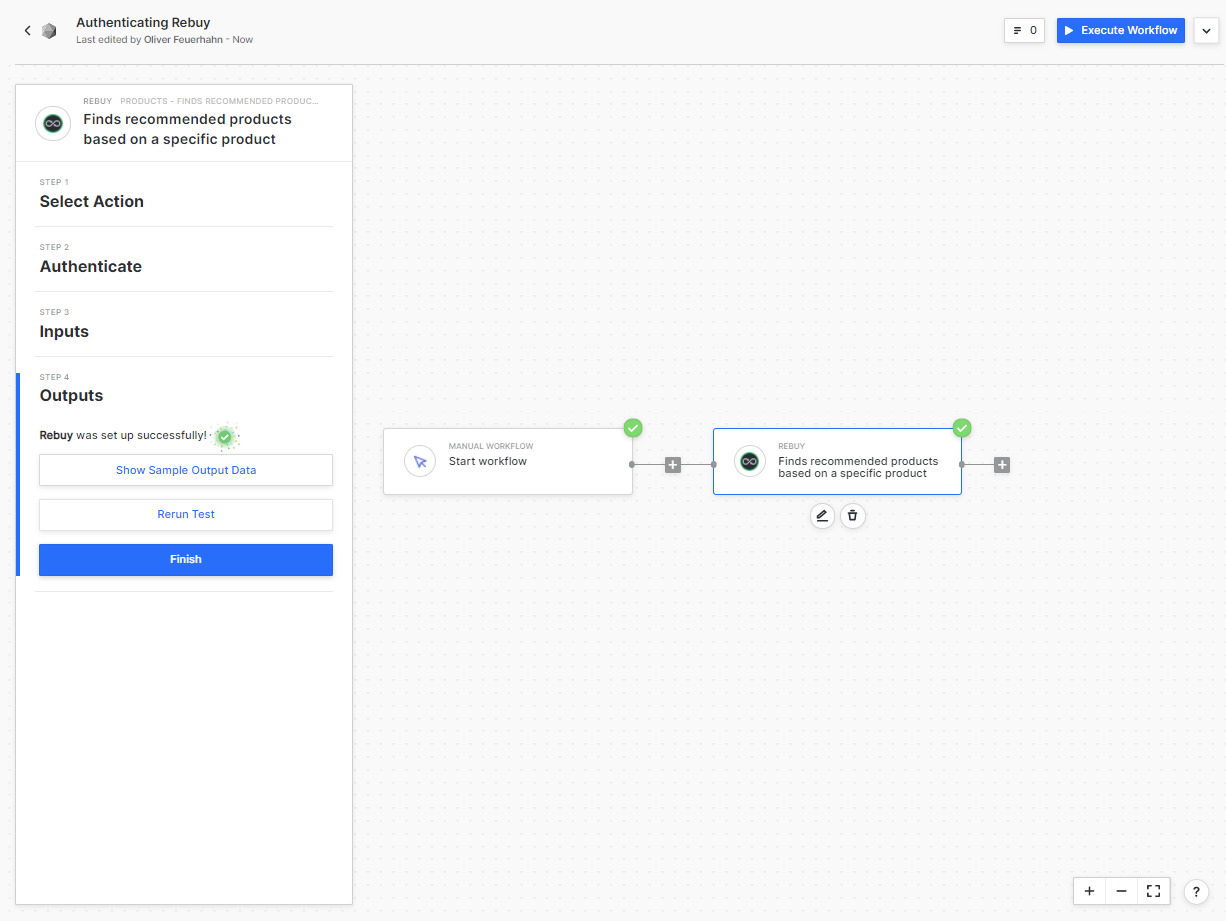 Authenticating Rebuy
Last edited by Oliver Feuerhahn - Now
0
Execute Workflow
REBUY PRODUCTS - FINDS RECOMMENDED PRODUC...
Finds recommended products
based on a specific product
STEP 1
Select Action
STEP 2
Authenticate
STEP 3
Inputs
STEP 4
Outputs
Rebuy was set up successfully!
Show Sample Output Data
Rerun Test
Finish
MANUAL WORKFLOW
Start workflow
REBUY
Finds recommended products
based on a specific product
?